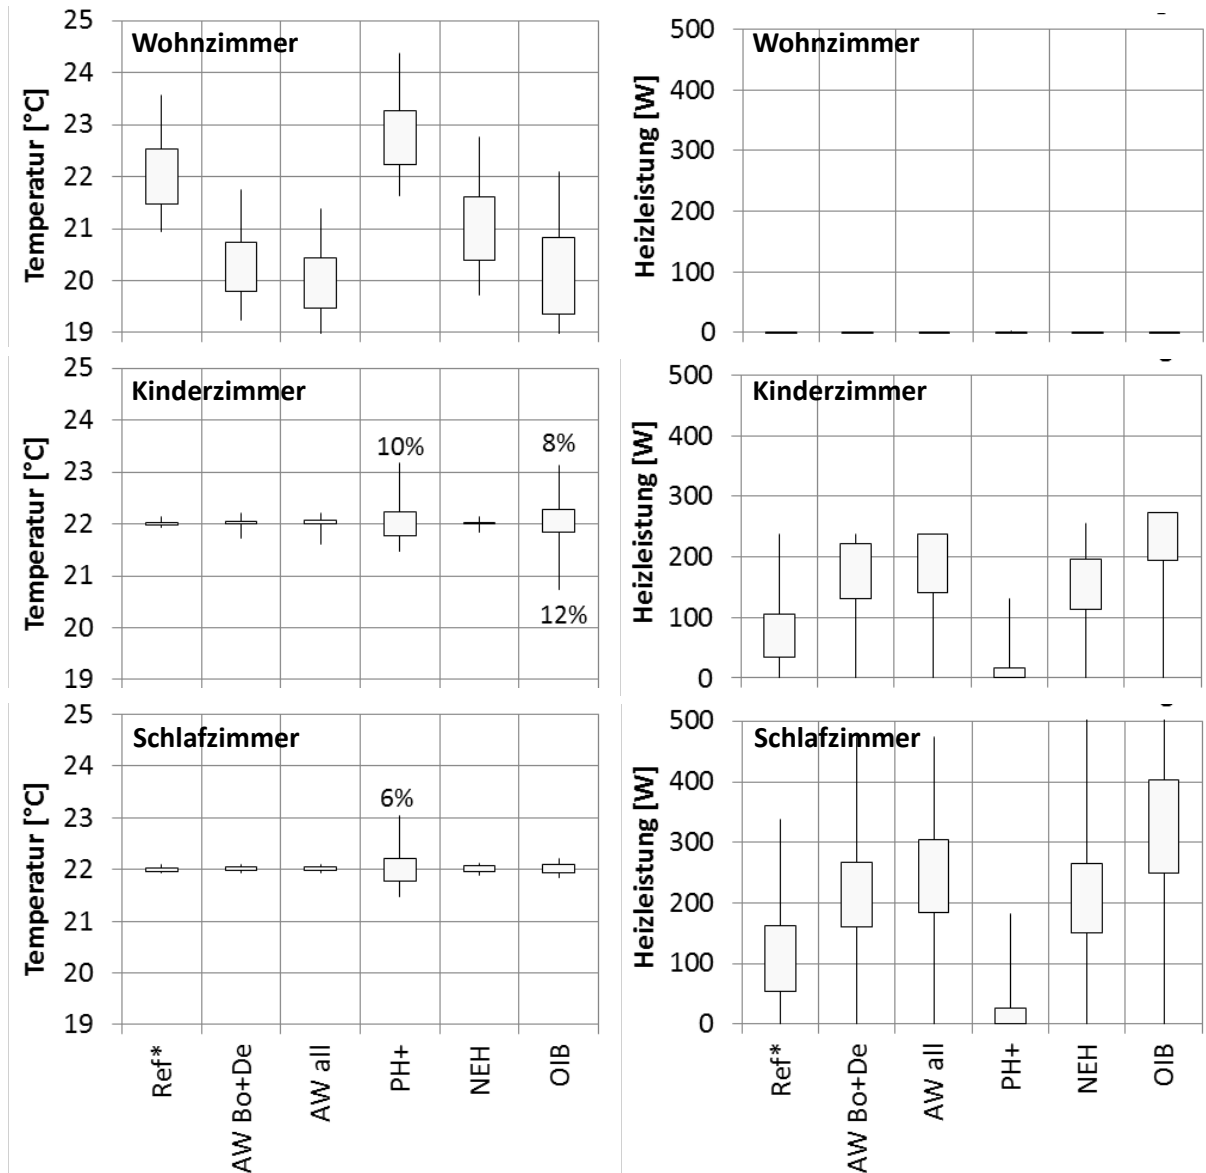 Wohnzimmer
Temperatur [°C]
25
24
23
22
21
20
19
Wohnzimmer
Heizleistung [W]
500
400
300
200
100
0
Kinderzimmer
Temperatur [°C]
25
24
23
22
21
20
19
10%
8%
12%
Kinderzimmer
Heizleistung [W]
500
400
300
200
100
0
Schlafzimmer
Temperatur [°C]
25
24
23
22
21
20
19
6%
Schlafzimmer
Heizleistung [W]
500
400
300
200
100
0
Ref*
AW Bo+De
AW all
PH+
NEH
OIB
Ref*
AW Bo+De
AW all
PH+
NEH
OIB